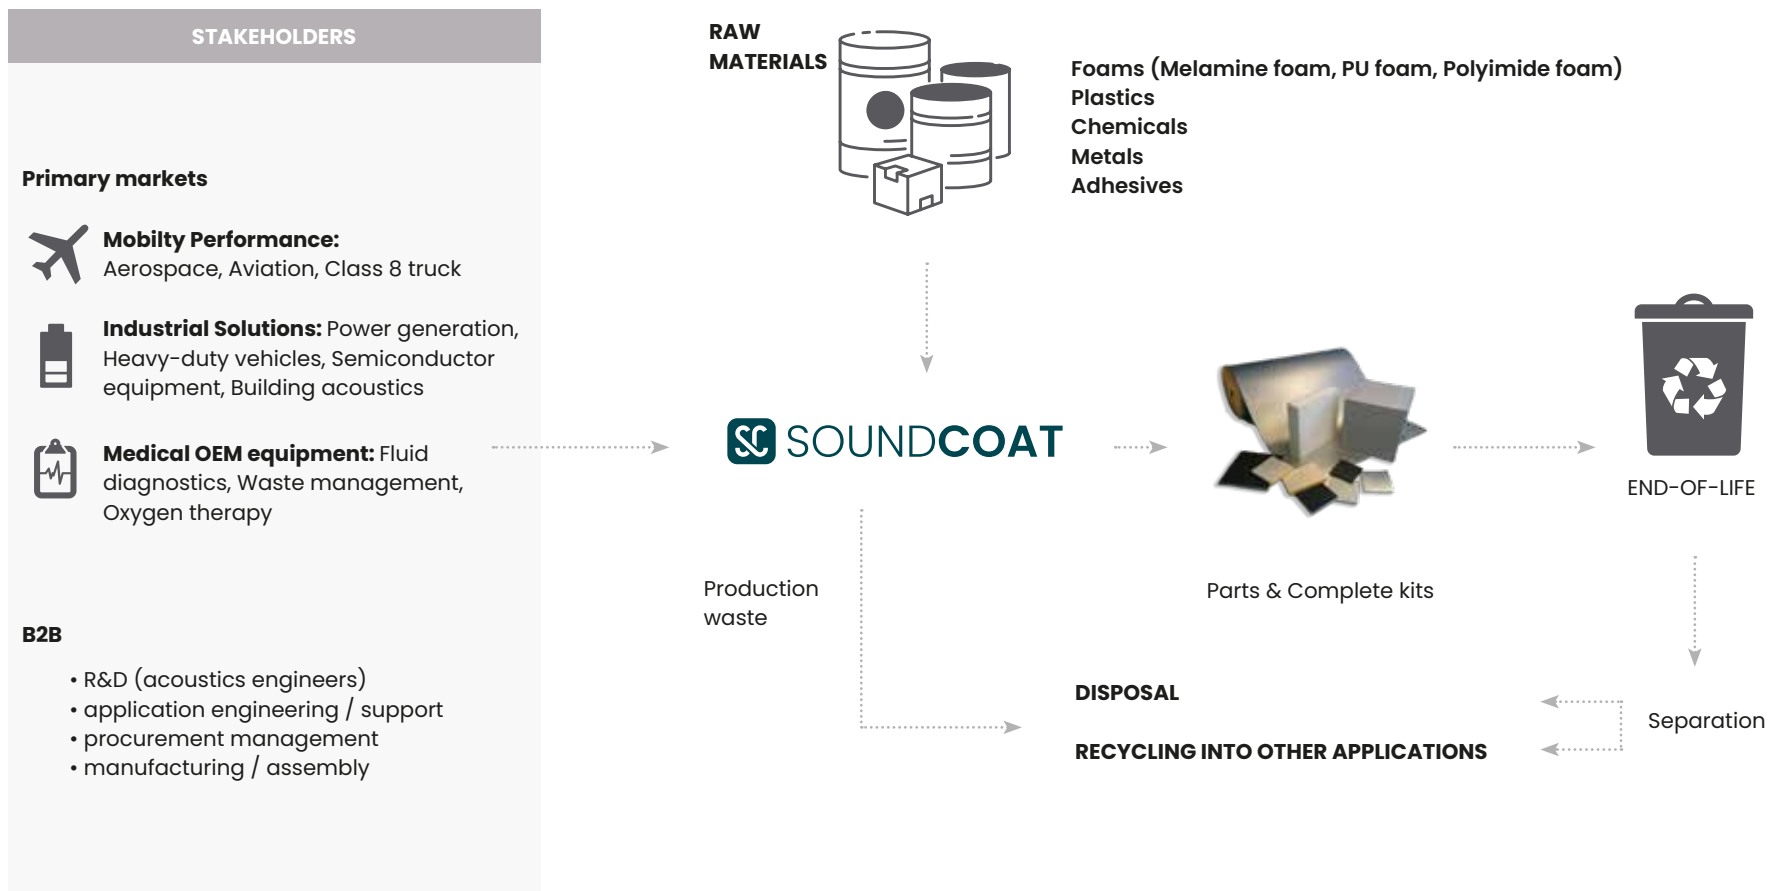 STAKEHOLDERS
Primary markets
Mobilty Performance:
Aerospace, Aviation, Class 8 truck
Industrial Solutions: Power generation,
Heavy-duty vehicles, Semiconductor
equipment, Building acoustics
Medical OEM equipment: Fluid
diagnostics, Waste management,
Oxygen therapy
B2B
• R&D (acoustics engineers)
• application engineering / support
• procurement management
• manufacturing / assembly
RAW
MATERIALS
Foams (Melamine foam, PU foam, Polyimide foam)
Plastics
Chemicals
Metals
Adhesives
SC SOUNDCOAT
Parts & Complete kits
END-OF-LIFE
Production
waste
Separation
DISPOSAL
RECYCLING INTO OTHER APPLICATIONS